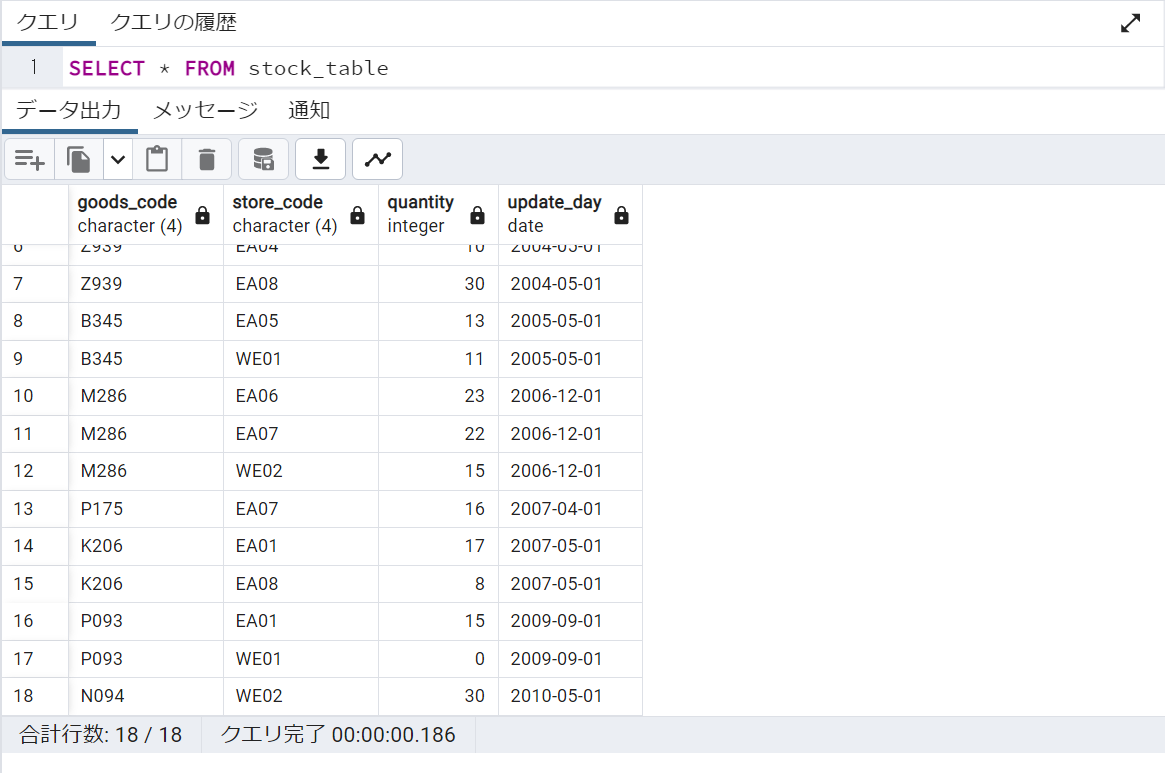 クエリ クエリの履歴
1 SELECT * FROM stock_table
データ出力 メッセージ 通知
goods_code store_code quantity update_day
character (4) character (4) integer date
6 Z939 EA04 10 2004-05-01
7 Z939 EA08 30 2004-05-01
8 B345 EA05 13 2005-05-01
9 B345 WE01 11 2005-05-01
10 M286 EA06 23 2006-12-01
11 M286 EA07 22 2006-12-01
12 M286 WE02 15 2006-12-01
13 P175 EA07 16 2007-04-01
14 K206 EA01 17 2007-05-01
15 K206 EA08 8 2007-05-01
16 P093 EA01 15 2009-09-01
17 P093 WE01 0 2009-09-01
18 N094 WE02 30 2010-05-01
合計行数: 18 / 18 クエリ完了 00:00:00.186